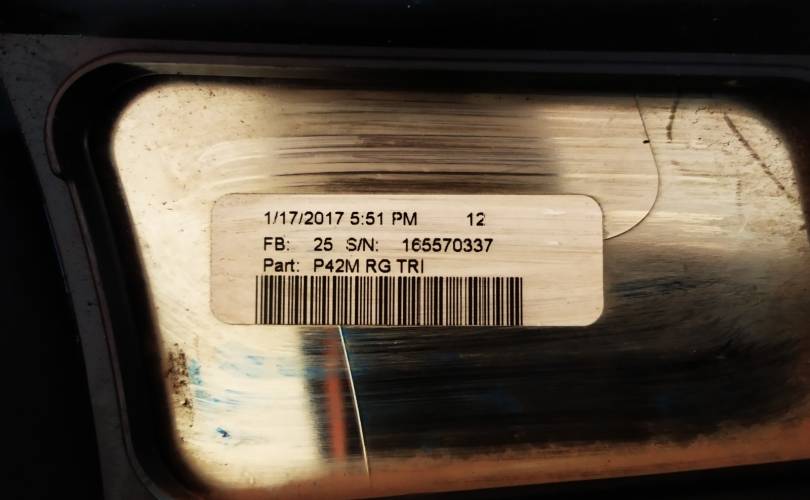 1/17/2017 5:51 PM 12
FB: 25 S/N: 165570337
Part: P42M RG TRI